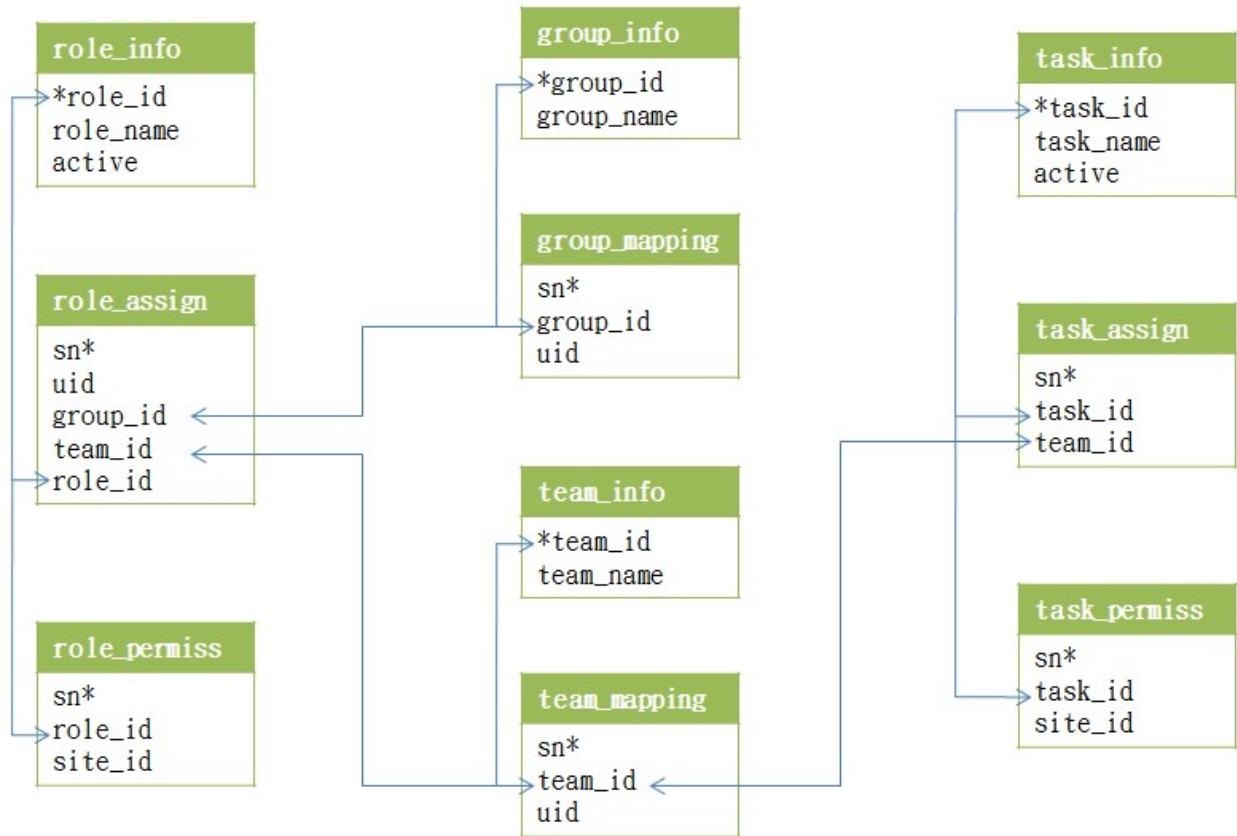 role_info
*role_id
role_name
active
role_assign
sn*
uid
group_id
team_id
role_id
role_permiss
sn*
role_id
site_id
group_info
*group_id
group_name
group_mapping
sn*
group_id
uid
team_info
*team_id
team_name
team_mapping
sn*
team_id
uid
task_info
*task_id
task_name
active
task_assign
sn*
task_id
team_id
task_permiss
sn*
task_id
site_id